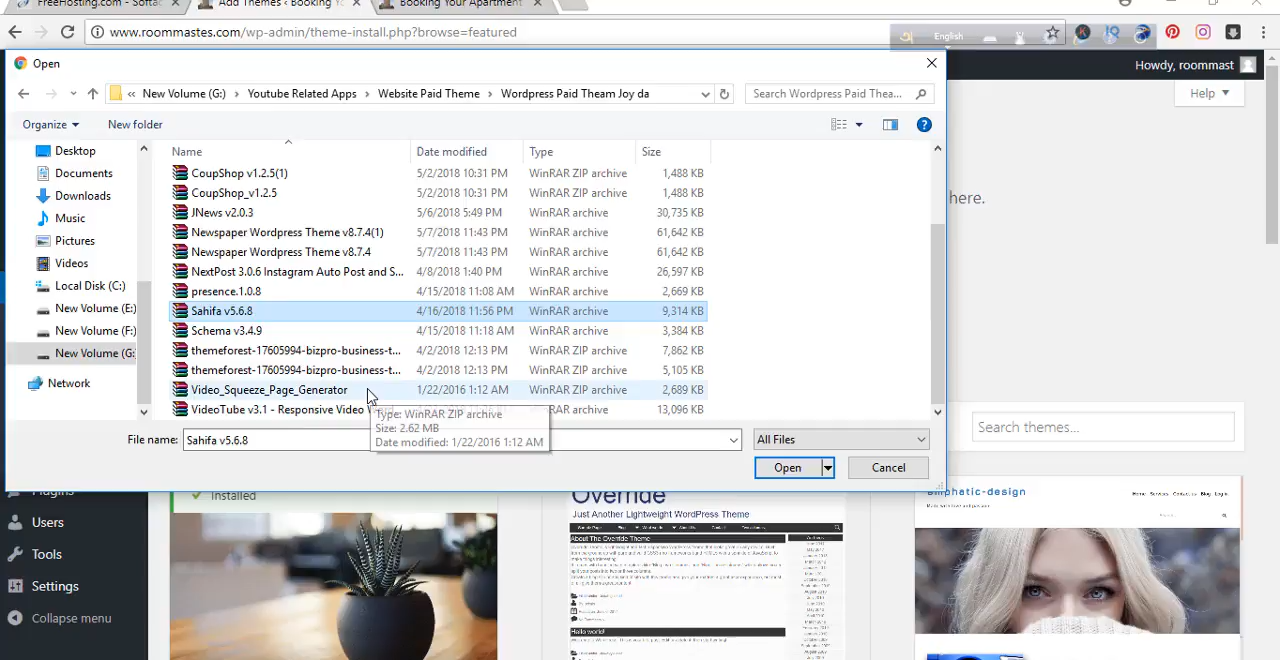 FreeHosting.com - Softac
Add Themes ‹ Booking Yo
Booking Your Apartment
www.roommastes.com/wp-admin/theme-install.php?browse=featured
English
Howdy, roommast
Help
Open
« New Volume (G:) › Youtube Related Apps › Website Paid Theme › Wordpress Paid Theam Joy da
Search Wordpress Paid Thea...
Organize
New folder
Name Date modified Type Size
Desktop
Documents
Downloads
Music
Pictures
Videos
Local Disk (C:)
New Volume (E:)
New Volume (F:)
New Volume (G:
Network
CoupShop v1.2.5(1) 5/2/2018 10:31 PM WinRAR ZIP archive 1,488 KB
CoupShop_v1.2.5 5/2/2018 10:31 PM WinRAR ZIP archive 1,488 KB
JNews v2.0.3 5/6/2018 5:49 PM WinRAR archive 30,735 KB
Newspaper Wordpress Theme v8.7.4(1) 5/7/2018 11:43 PM WinRAR archive 61,642 KB
Newspaper Wordpress Theme v8.7.4 5/7/2018 11:43 PM WinRAR archive 61,642 KB
NextPost 3.0.6 Instagram Auto Post and S... 4/8/2018 1:40 PM WinRAR archive 26,597 KB
presence.1.0.8 4/15/2018 11:08 AM WinRAR ZIP archive 2,669 KB
Sahifa v5.6.8 4/16/2018 11:56 PM WinRAR archive 9,314 KB
Schema v3.4.9 4/15/2018 11:18 AM WinRAR archive 3,384 KB
themeforest-17605994-bizpro-business-t... 4/2/2018 12:13 PM WinRAR ZIP archive 7,862 KB
themeforest-17605994-bizpro-business-t... 4/2/2018 12:13 PM WinRAR ZIP archive 5,105 KB
Video_Squeeze_Page_Generator 1/22/2016 1:12 AM WinRAR ZIP archive 2,689 KB
VideoTube v3.1 - Responsive Video WinRAR archive 13,096 KB
Type: WinRAR ZIP archive
Size: 2.62 MB
Date modified: 1/22/2016 1:12 AM
File name: Sahifa v5.6.8
All Files
Open
Cancel
here.
Search themes...
Plugins
Users
Tools
Settings
Collapse menu
Installed
Override
Just Another Lightweight WordPress Theme
About The Override Theme
Hello world!
emphatic-design